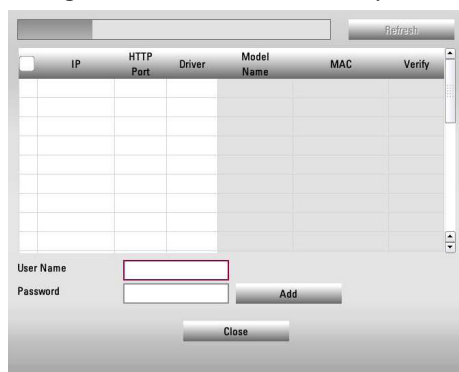 Refresh
IP HTTP Port Driver Model Name MAC Verify
User Name
Password
Add
Close